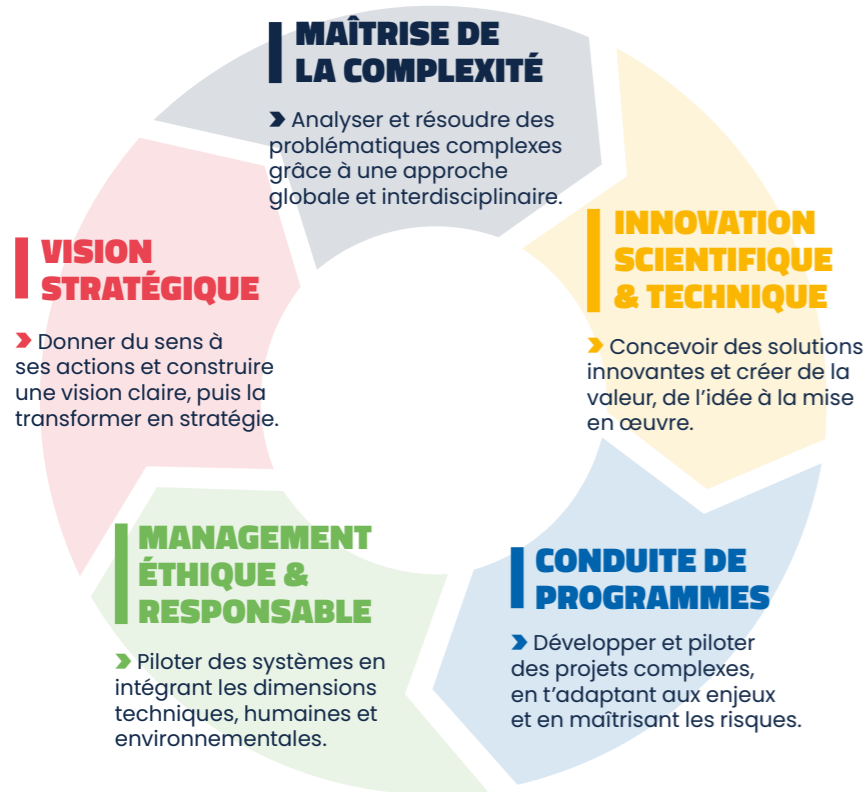 MAÎTRISE DE
LA COMPLEXITÉ
Analyser et résoudre des
problématiques complexes
grâce à une approche
globale et interdisciplinaire.
INNOVATION
SCIENTIFIQUE
& TECHNIQUE
Concevoir des solutions
innovantes et créer de la
valeur, de l'idée à la mise
en œuvre.
CONDUITE DE
PROGRAMMES
Développer et piloter
des projets complexes,
en t'adaptant aux enjeux
et en maîtrisant les risques.
MANAGEMENT
ÉTHIQUE &
RESPONSABLE
Piloter des systèmes en
intégrant les dimensions
techniques, humaines et
environnementales.
VISION
STRATÉGIQUE
Donner du sens à
ses actions et construire
une vision claire, puis la
transformer en stratégie.